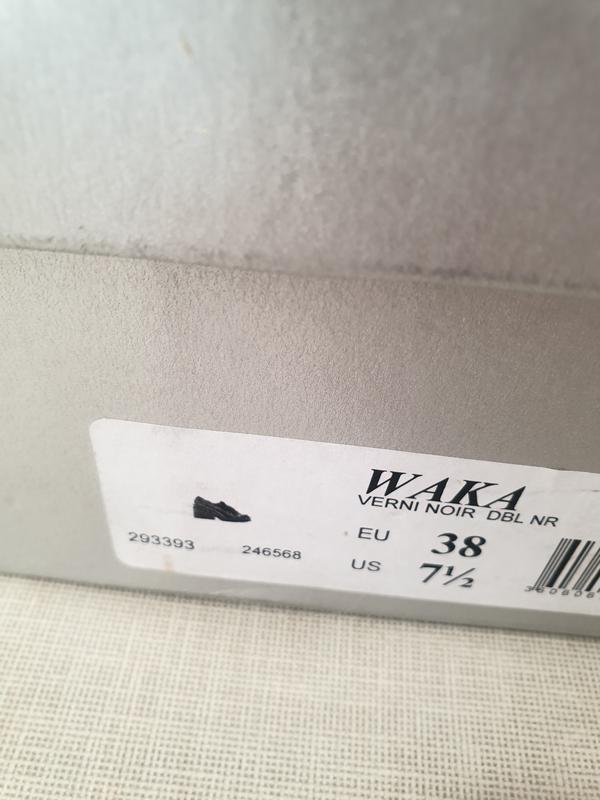 WAKA
VERNI NOIR DBL NR
293393 246568
EU 38
US 7½